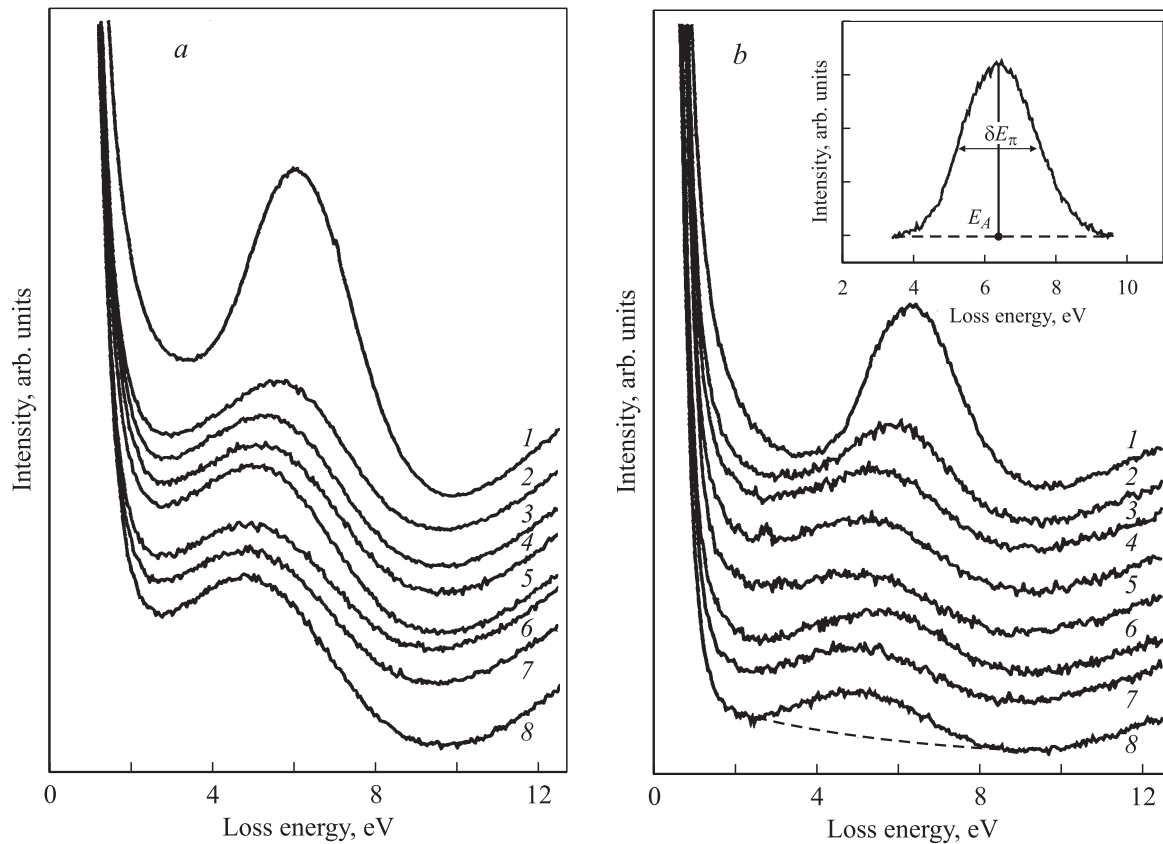 a
Intensity, arb. units
1
2
3
4
5
6
7
8
0 4 8 12
Loss energy, eV
b
Intensity, arb. units
1
2
3
4
5
6
7
8
0 4 8 12
Loss energy, eV
Intensity, arb. units
δEπ
EA
2 4 6 8 10
Loss energy, eV